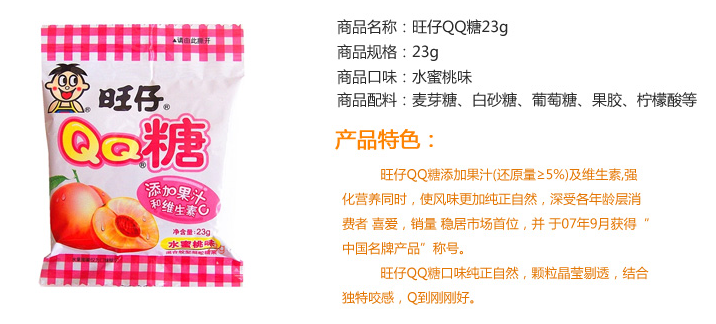 ▲请由此撕开
旺仔®
QQ糖
®
添加果汁
和维生素C
净含量:23g
水蜜桃味
商品名称：旺仔QQ糖23g
商品规格：23g
商品口味：水蜜桃味
商品配料：麦芽糖、白砂糖、葡萄糖、果胶、柠檬酸等
产品特色：
旺仔QQ糖添加果汁(还原量≥5%)及维生素,强
化营养同时，使风味更加纯正自然，深受各年龄层消
费者 喜爱，销量 稳居市场首位，并 于07年9月获得“
中国名牌产品”称号。
旺仔QQ糖口味纯正自然，颗粒晶莹剔透，结合
独特咬感，Q到刚刚好。